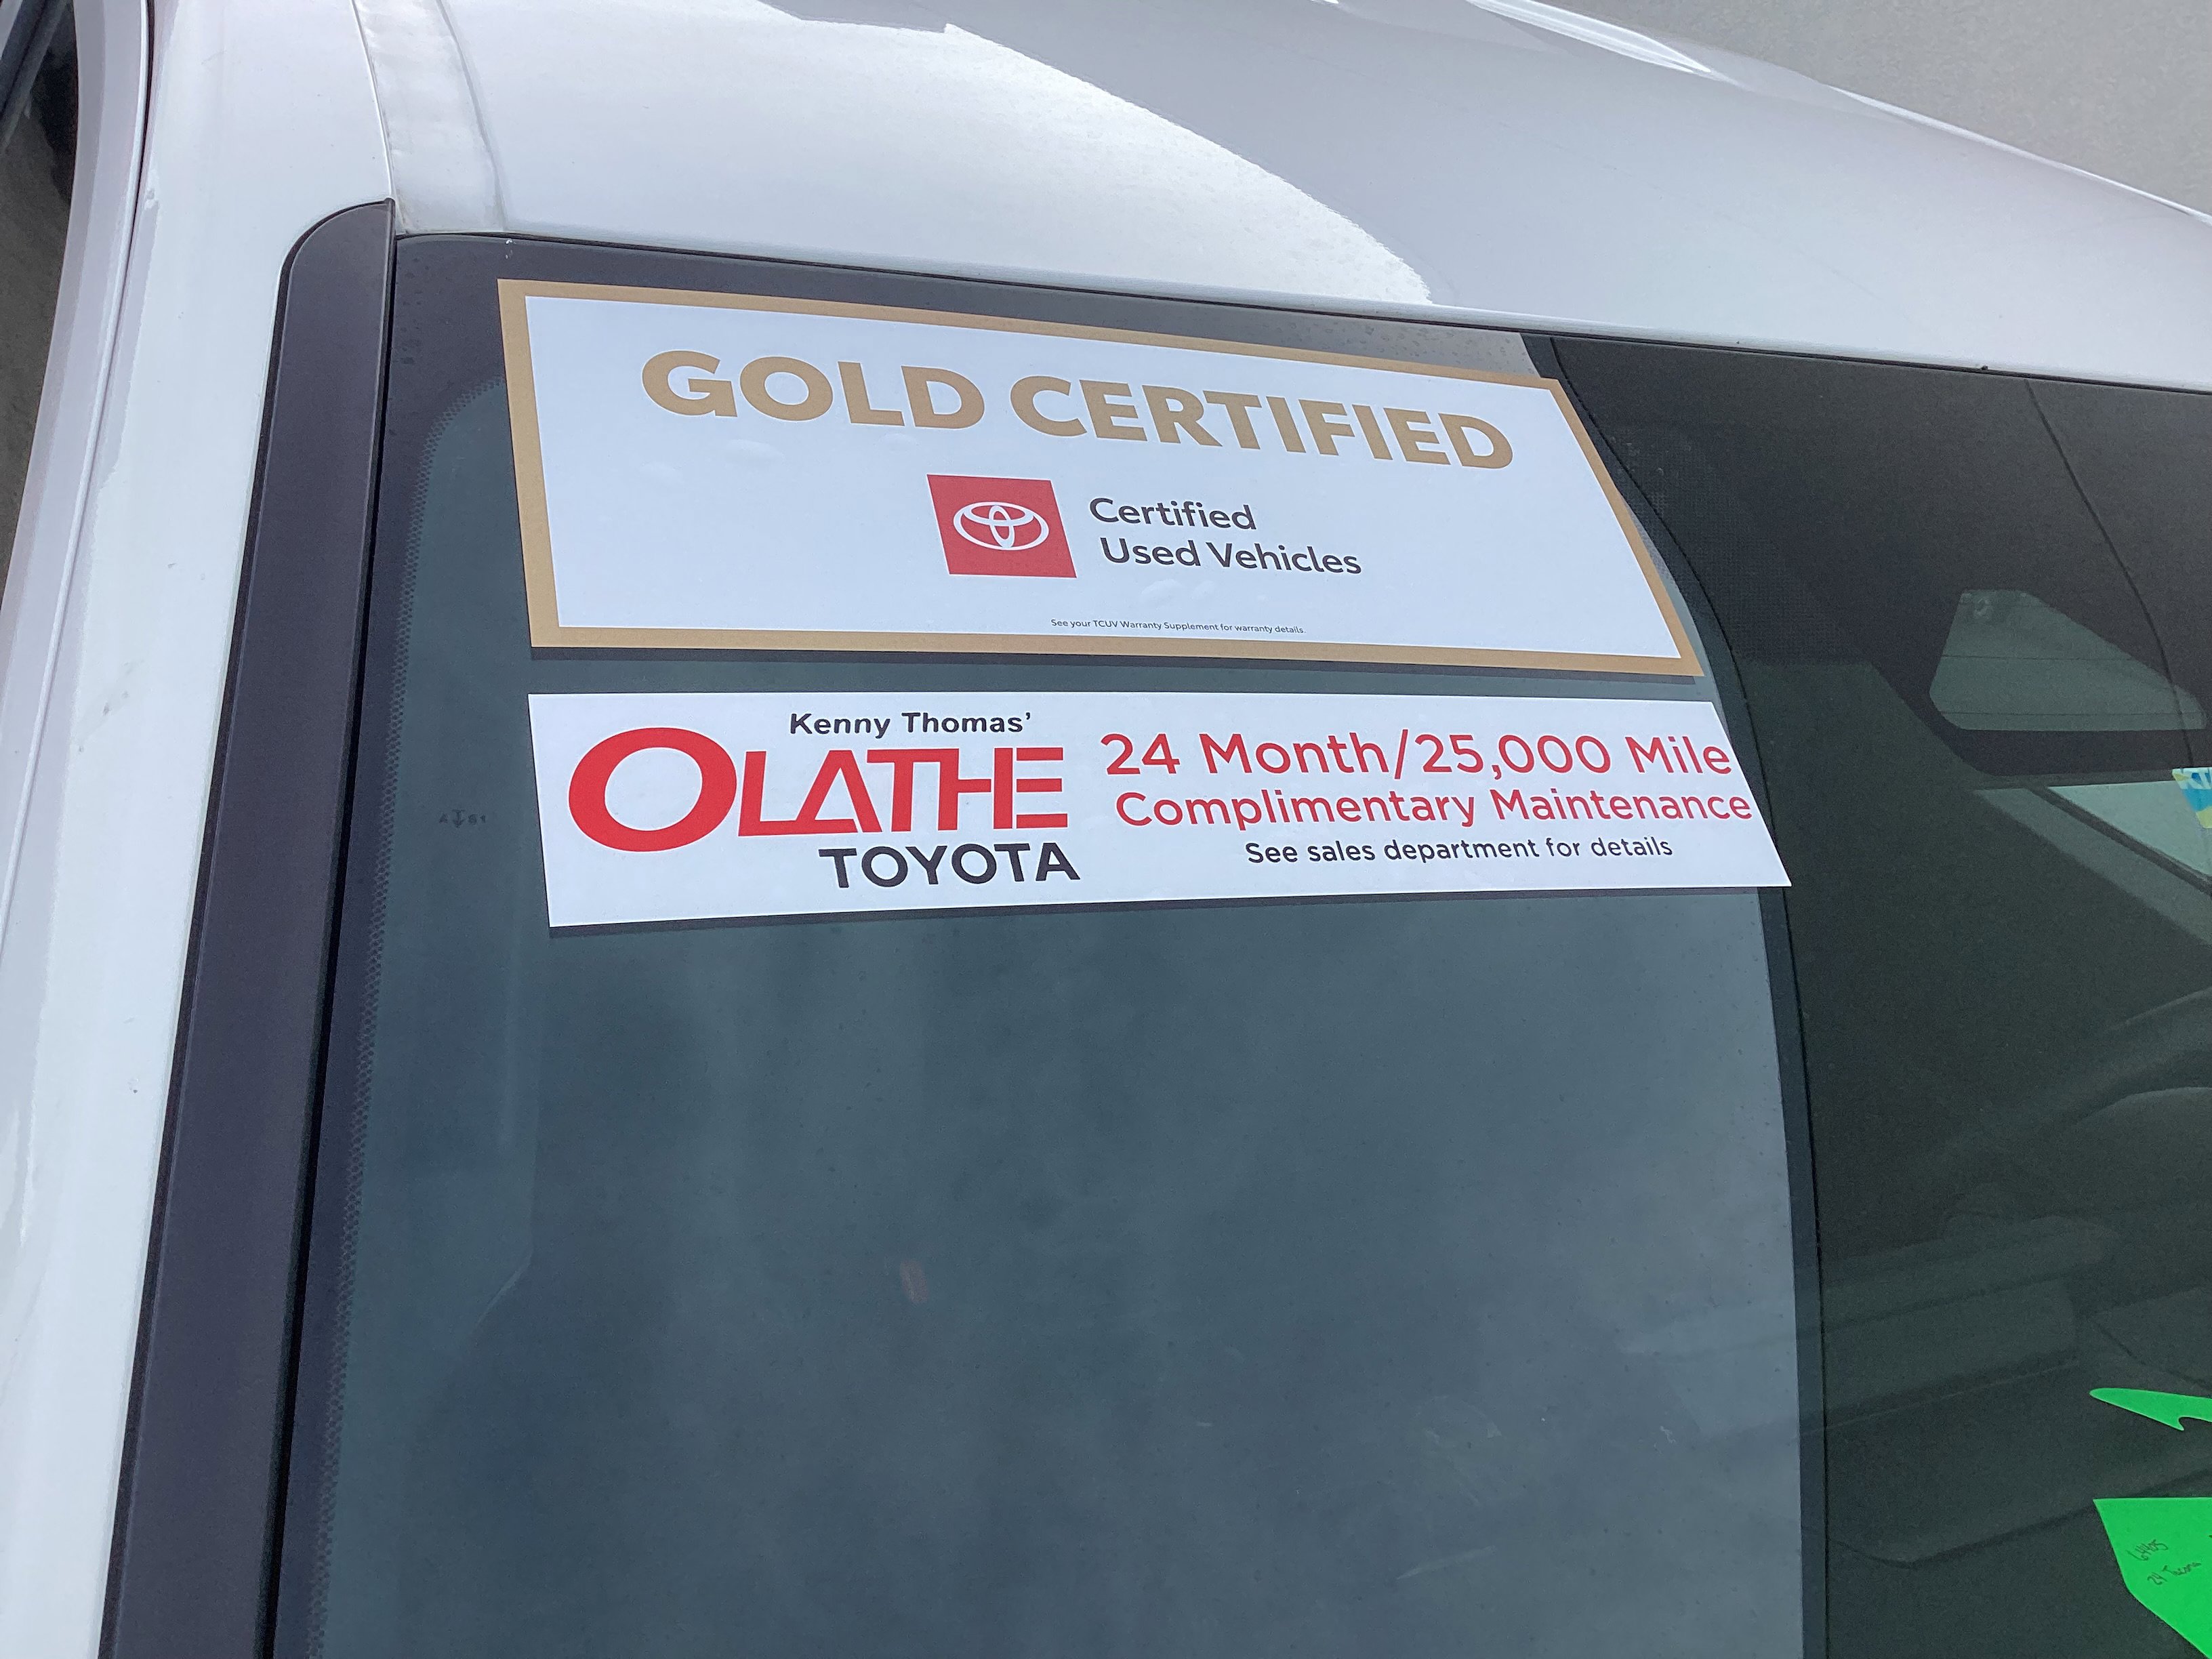 GOLD CERTIFIED
Certified
Used Vehicles
See your TCUV Warranty Supplement for warranty details.
Kenny Thomas'
OLATHE
TOYOTA
24 Month/25,000 Mile
Complimentary Maintenance
See sales department for details